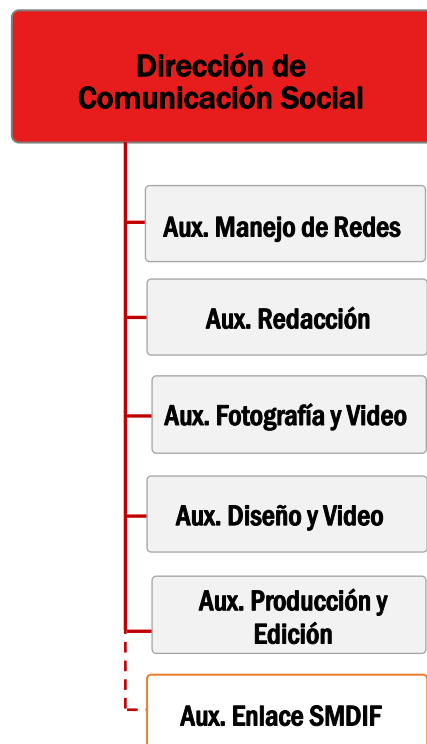 Dirección de
Comunicación Social
Aux. Manejo de Redes
Aux. Redacción
Aux. Fotografía y Video
Aux. Diseño y Video
Aux. Producción y
Edición
Aux. Enlace SMDIF